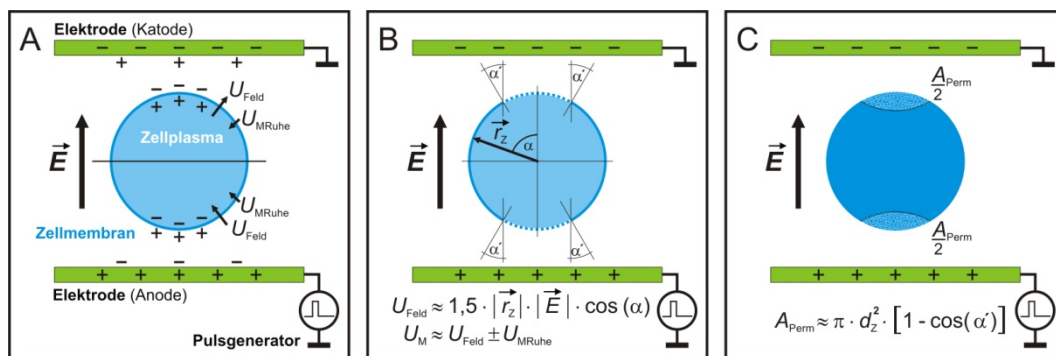 A
Elektrode (Katode)
− − − − −
+ + +
− − −
+ + +
U Feld
U MRuhe
Zellplasma
E
U MRuhe
U Feld
− − −
+ + +
Zellmembran
− − −
+ + + + +
Elektrode (Anode)
Pulsgenerator
B
− − − − −
α´ α´
r Z
α
E
α´ α´
+ + + + +
U Feld ≈ 1,5 · |r Z| · |E| · cos (α)
U M ≈ U Feld ± U MRuhe
C
− − − − −
A Perm
2
E
A Perm
2
+ + + + +
A Perm ≈ π · d Z² · [1 - cos(α´)]